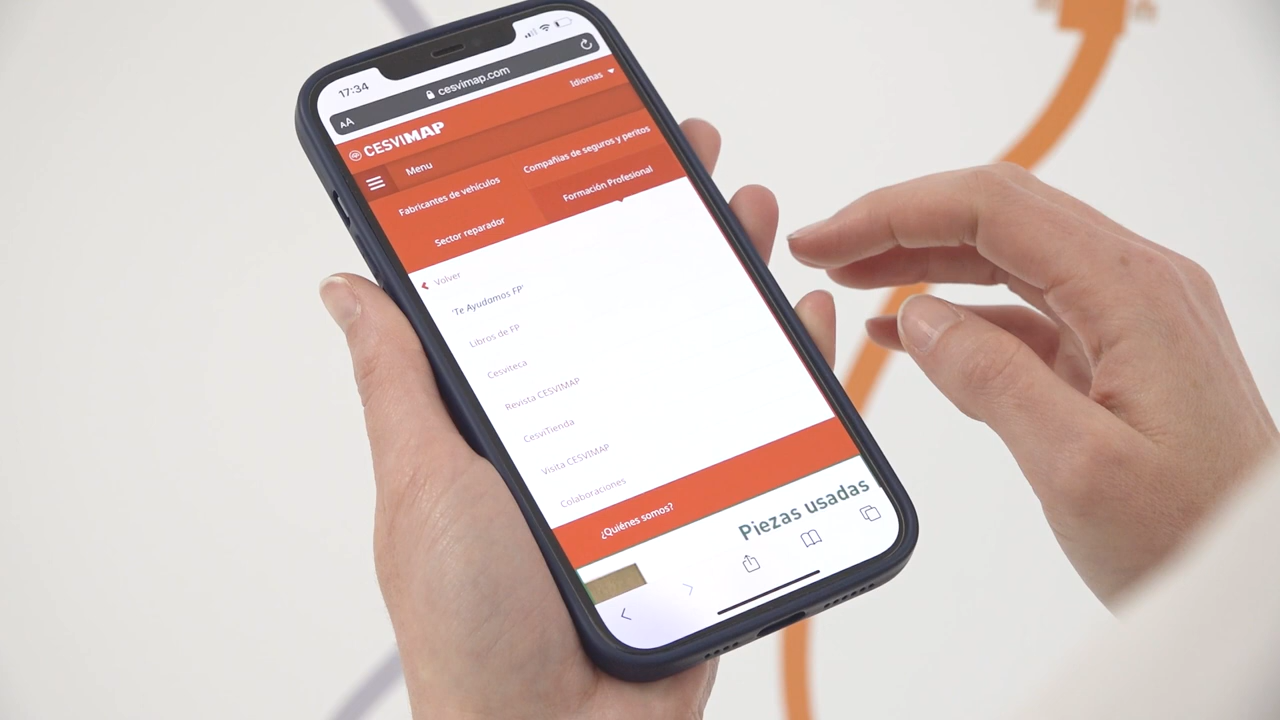 17:34
AA
cesvimap.com
Idiomas
CESVIMAP
Menu
Fabricantes de vehículos
Compañias de seguros y peritos
Sector reparador
Formación Profesional
Volver
'Te Ayudamos FP'
Libros de FP
Cesviteca
Revista CESVIMAP
CesviTienda
Visita CESVIMAP
Colaboraciones
¿Quiénes somos?
Piezas usadas